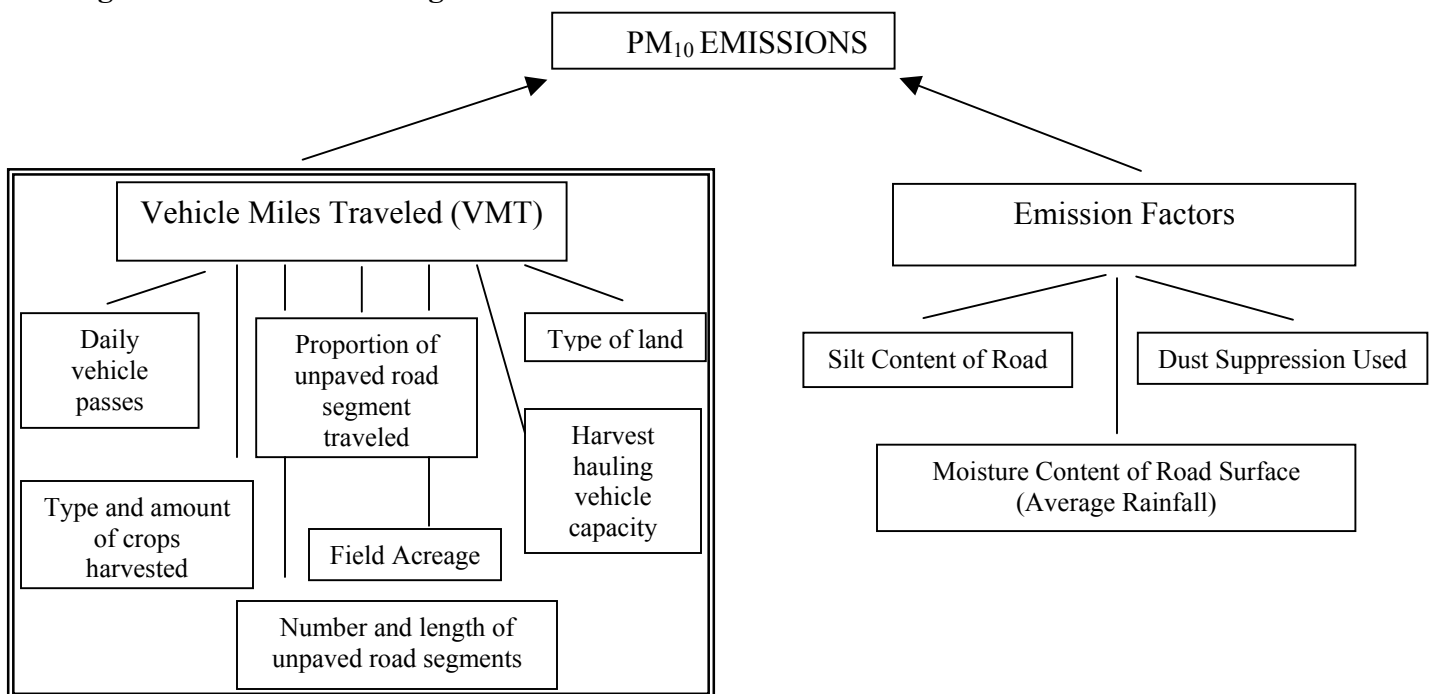 PM₁₀ EMISSIONS
Vehicle Miles Traveled (VMT)
Emission Factors
Daily
vehicle
passes
Proportion of
unpaved road
segment
traveled
Type of land
Silt Content of Road
Dust Suppression Used
Harvest
hauling
vehicle
capacity
Moisture Content of Road Surface
(Average Rainfall)
Type and amount
of crops
harvested
Field Acreage
Number and length of
unpaved road segments